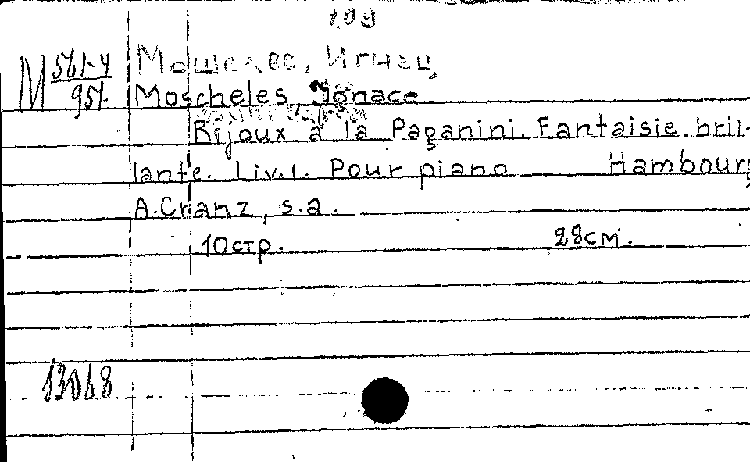 109
М 561-4 Мошелес, Игнац
951 Moscheles, Ignace
Bijoux à la Paganini. Fantaisie bril-
lante. Liv. 1. Pour piano Hambourg
A. Cranz, s.a.
10 стр. 28 см.
13068